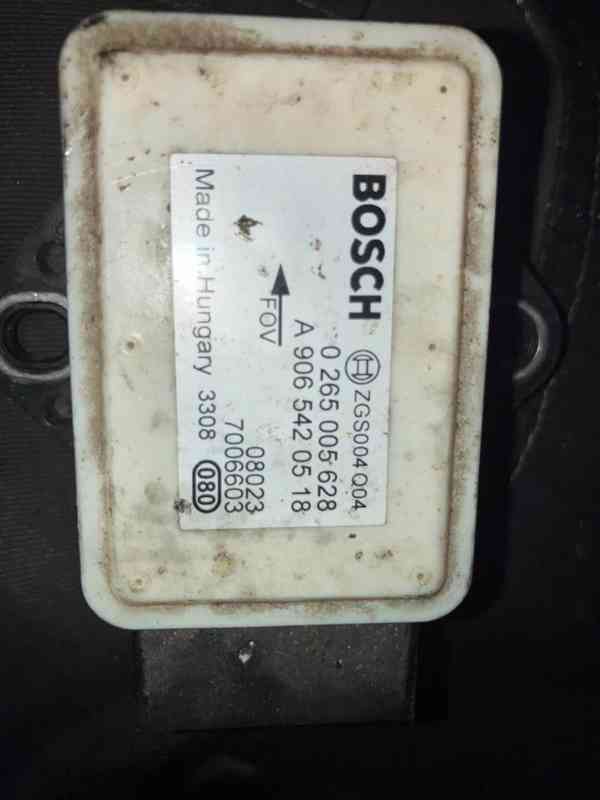 BOSCH
ZGS004 Q04
0 265 005 628
A 906 542 05 18
FOV
08023
7006603
Made in Hungary 3308 080